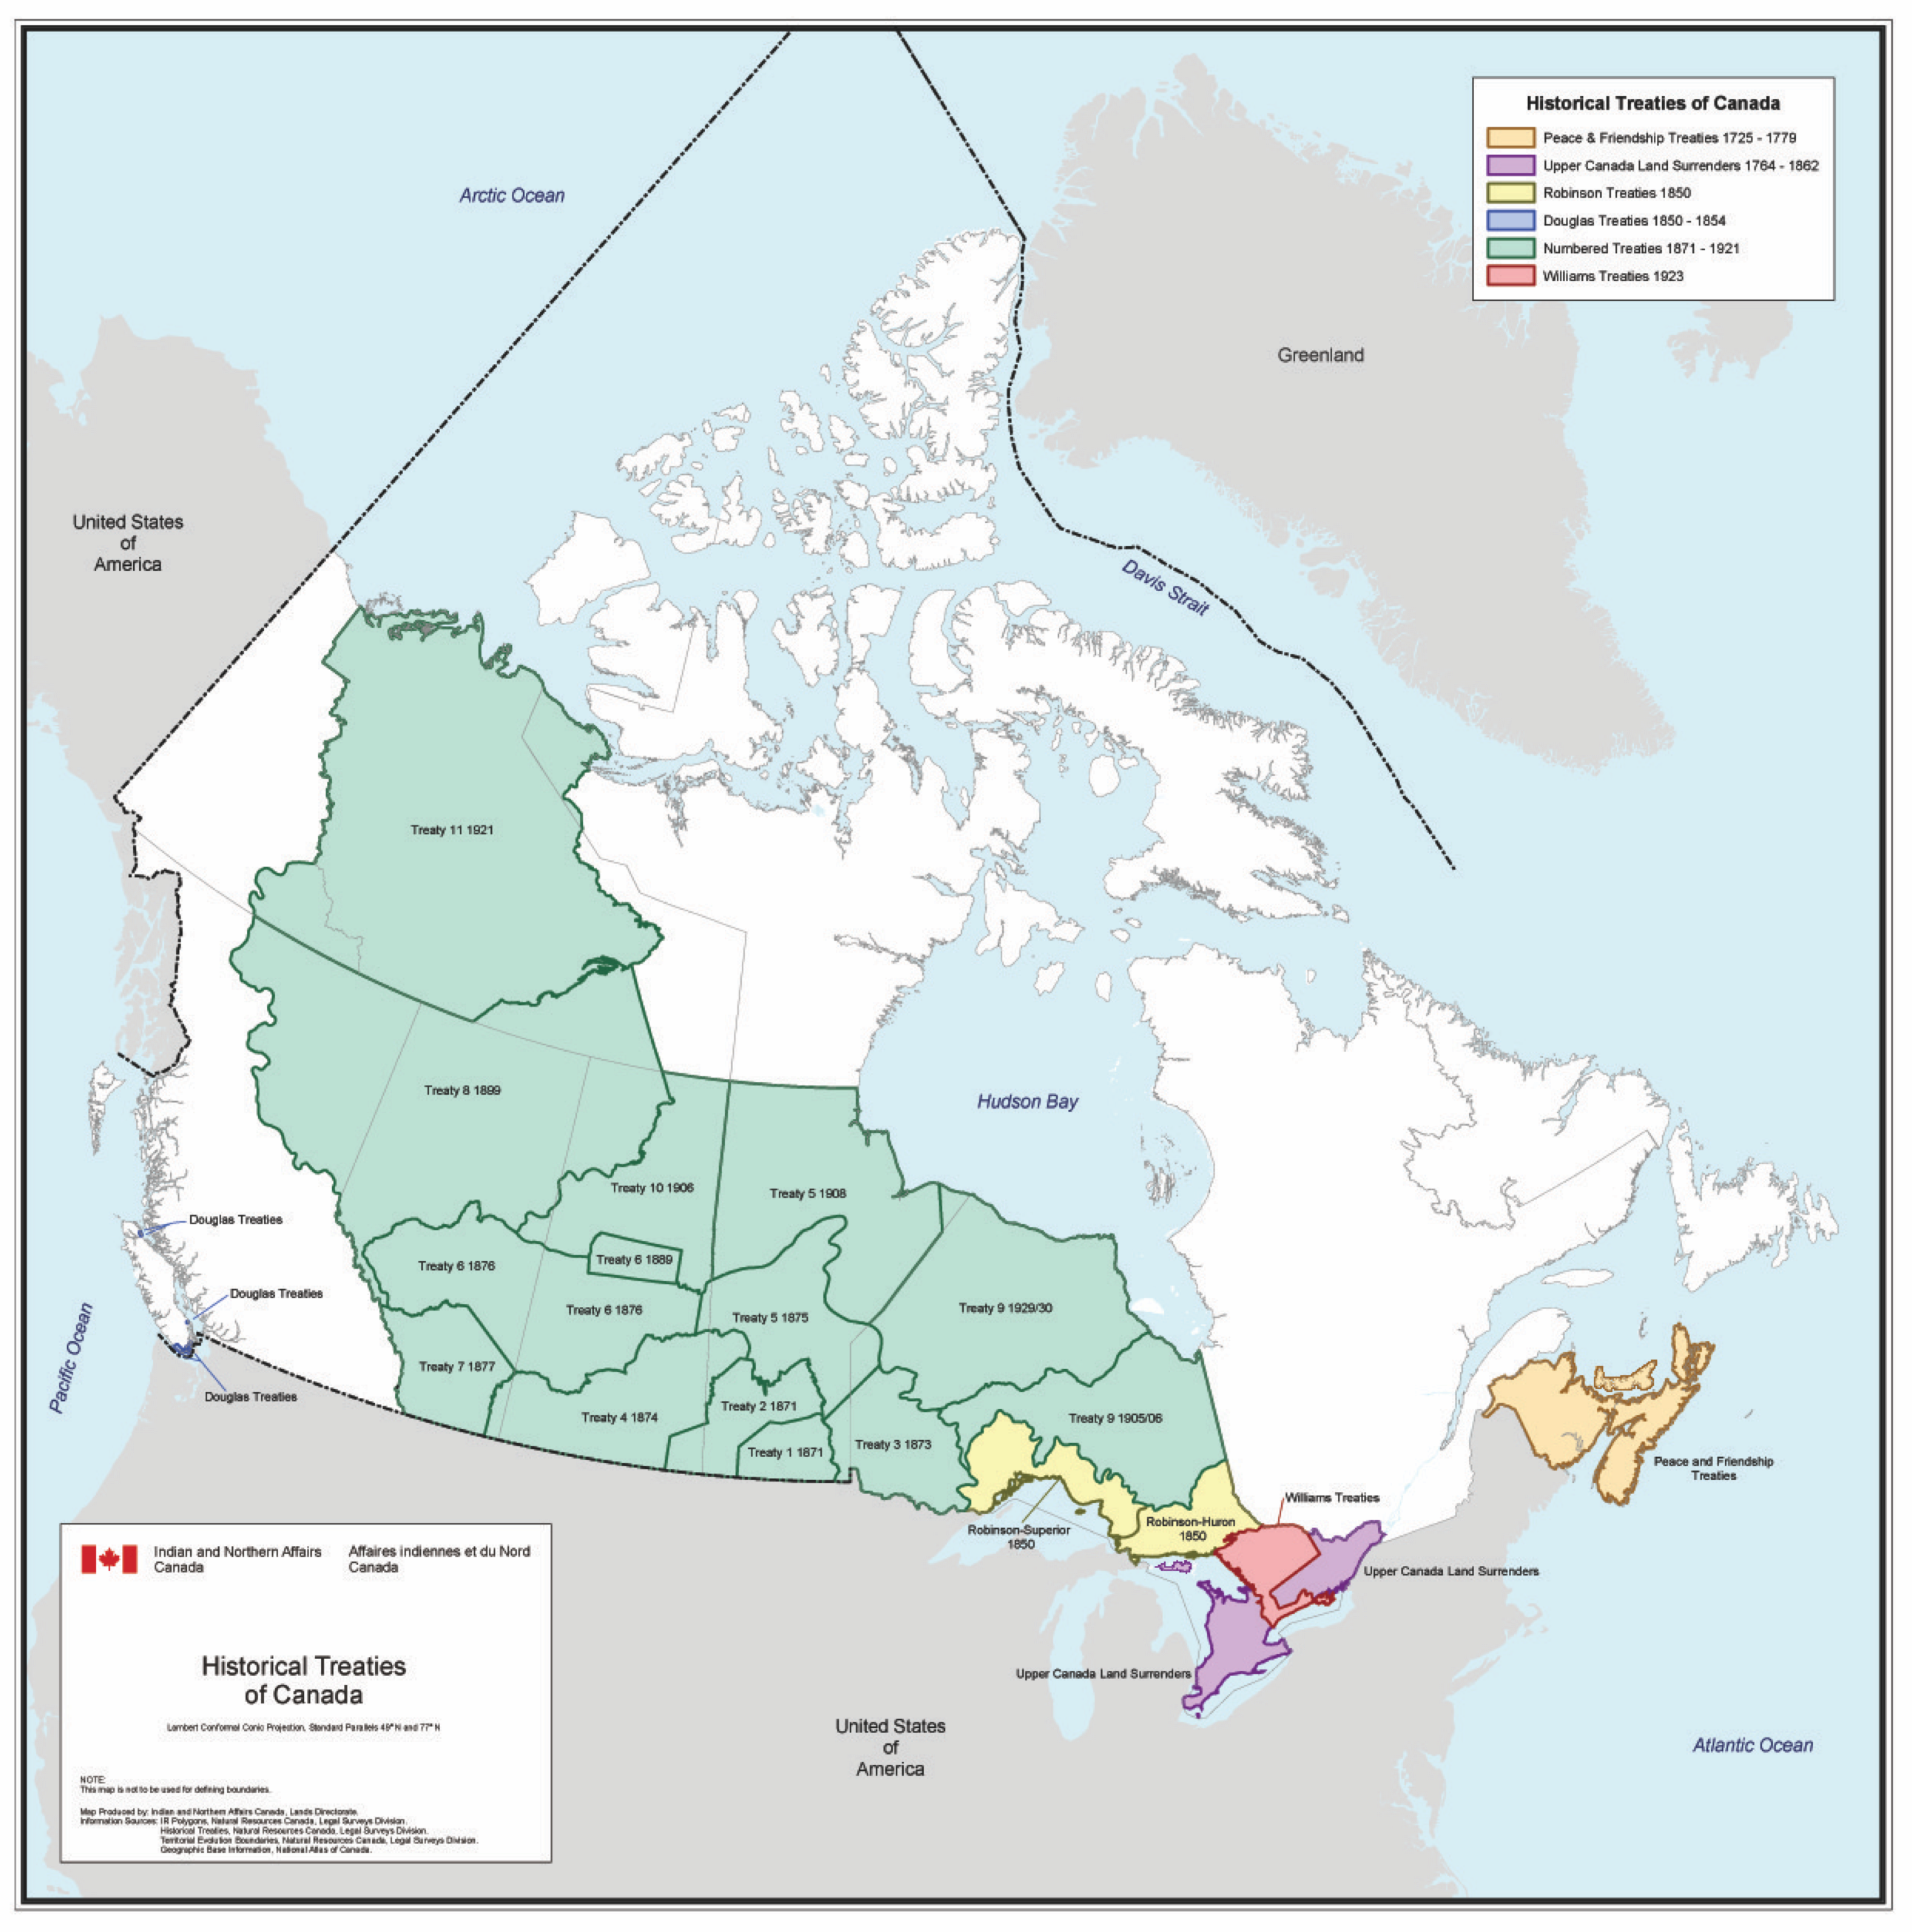 Historical Treaties of Canada
Peace & Friendship Treaties 1725 - 1779
Upper Canada Land Surrenders 1764 - 1862
Robinson Treaties 1850
Douglas Treaties 1850 - 1854
Numbered Treaties 1871 - 1921
Williams Treaties 1923
Arctic Ocean
Greenland
United States
of
America
Davis Strait
Treaty 11 1921
Treaty 8 1899
Hudson Bay
Treaty 10 1906
Treaty 5 1908
Douglas Treaties
Treaty 6 1876
Treaty 6 1889
Douglas Treaties
Treaty 6 1876
Treaty 5 1875
Treaty 9 1929/30
Pacific Ocean
Treaty 7 1877
Douglas Treaties
Treaty 4 1874
Treaty 2 1871
Treaty 1 1871
Treaty 3 1873
Treaty 9 1905/06
Peace and Friendship
Treaties
Williams Treaties
Robinson-Superior
1850
Robinson-Huron
1850
Upper Canada Land Surrenders
Upper Canada Land Surrenders
United States
of
America
Atlantic Ocean
Indian and Northern Affairs
Canada
Affaires indiennes et du Nord
Canada
Historical Treaties
of Canada
Lambert Conformal Conic Projection, Standard Parallels 49° N and 77° N
NOTE:
This map is not to be used for defining boundaries.
Map Produced by: Indian and Northern Affairs Canada, Lands Directorate.
Information Sources: IR Polygons, Natural Resources Canada, Legal Surveys Division.
Historical Treaties, Natural Resources Canada, Legal Surveys Division.
Territorial Evolution Boundaries, Natural Resources Canada, Legal Surveys Division.
Geographic Base Information, National Atlas of Canada.